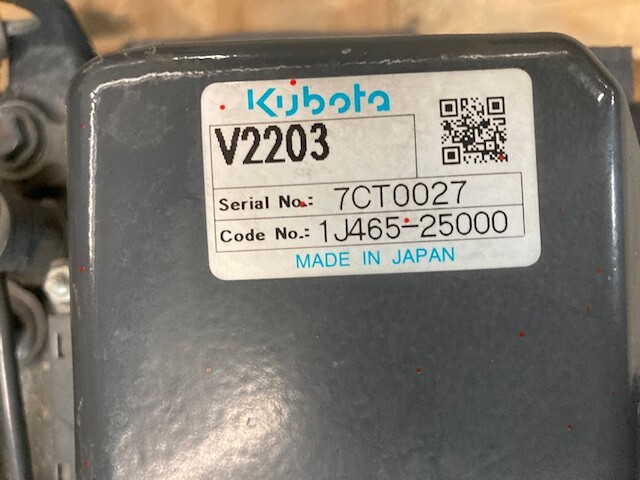 Kubota
V2203
Serial No.: 7CT0027
Code No.: 1J465-25000
MADE IN JAPAN